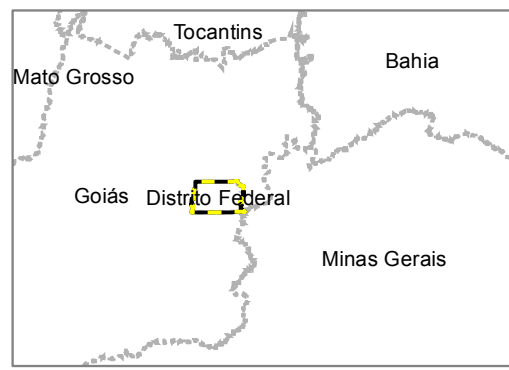 Tocantins
Bahia
Mato Grosso
Goiás
Distrito Federal
Minas Gerais